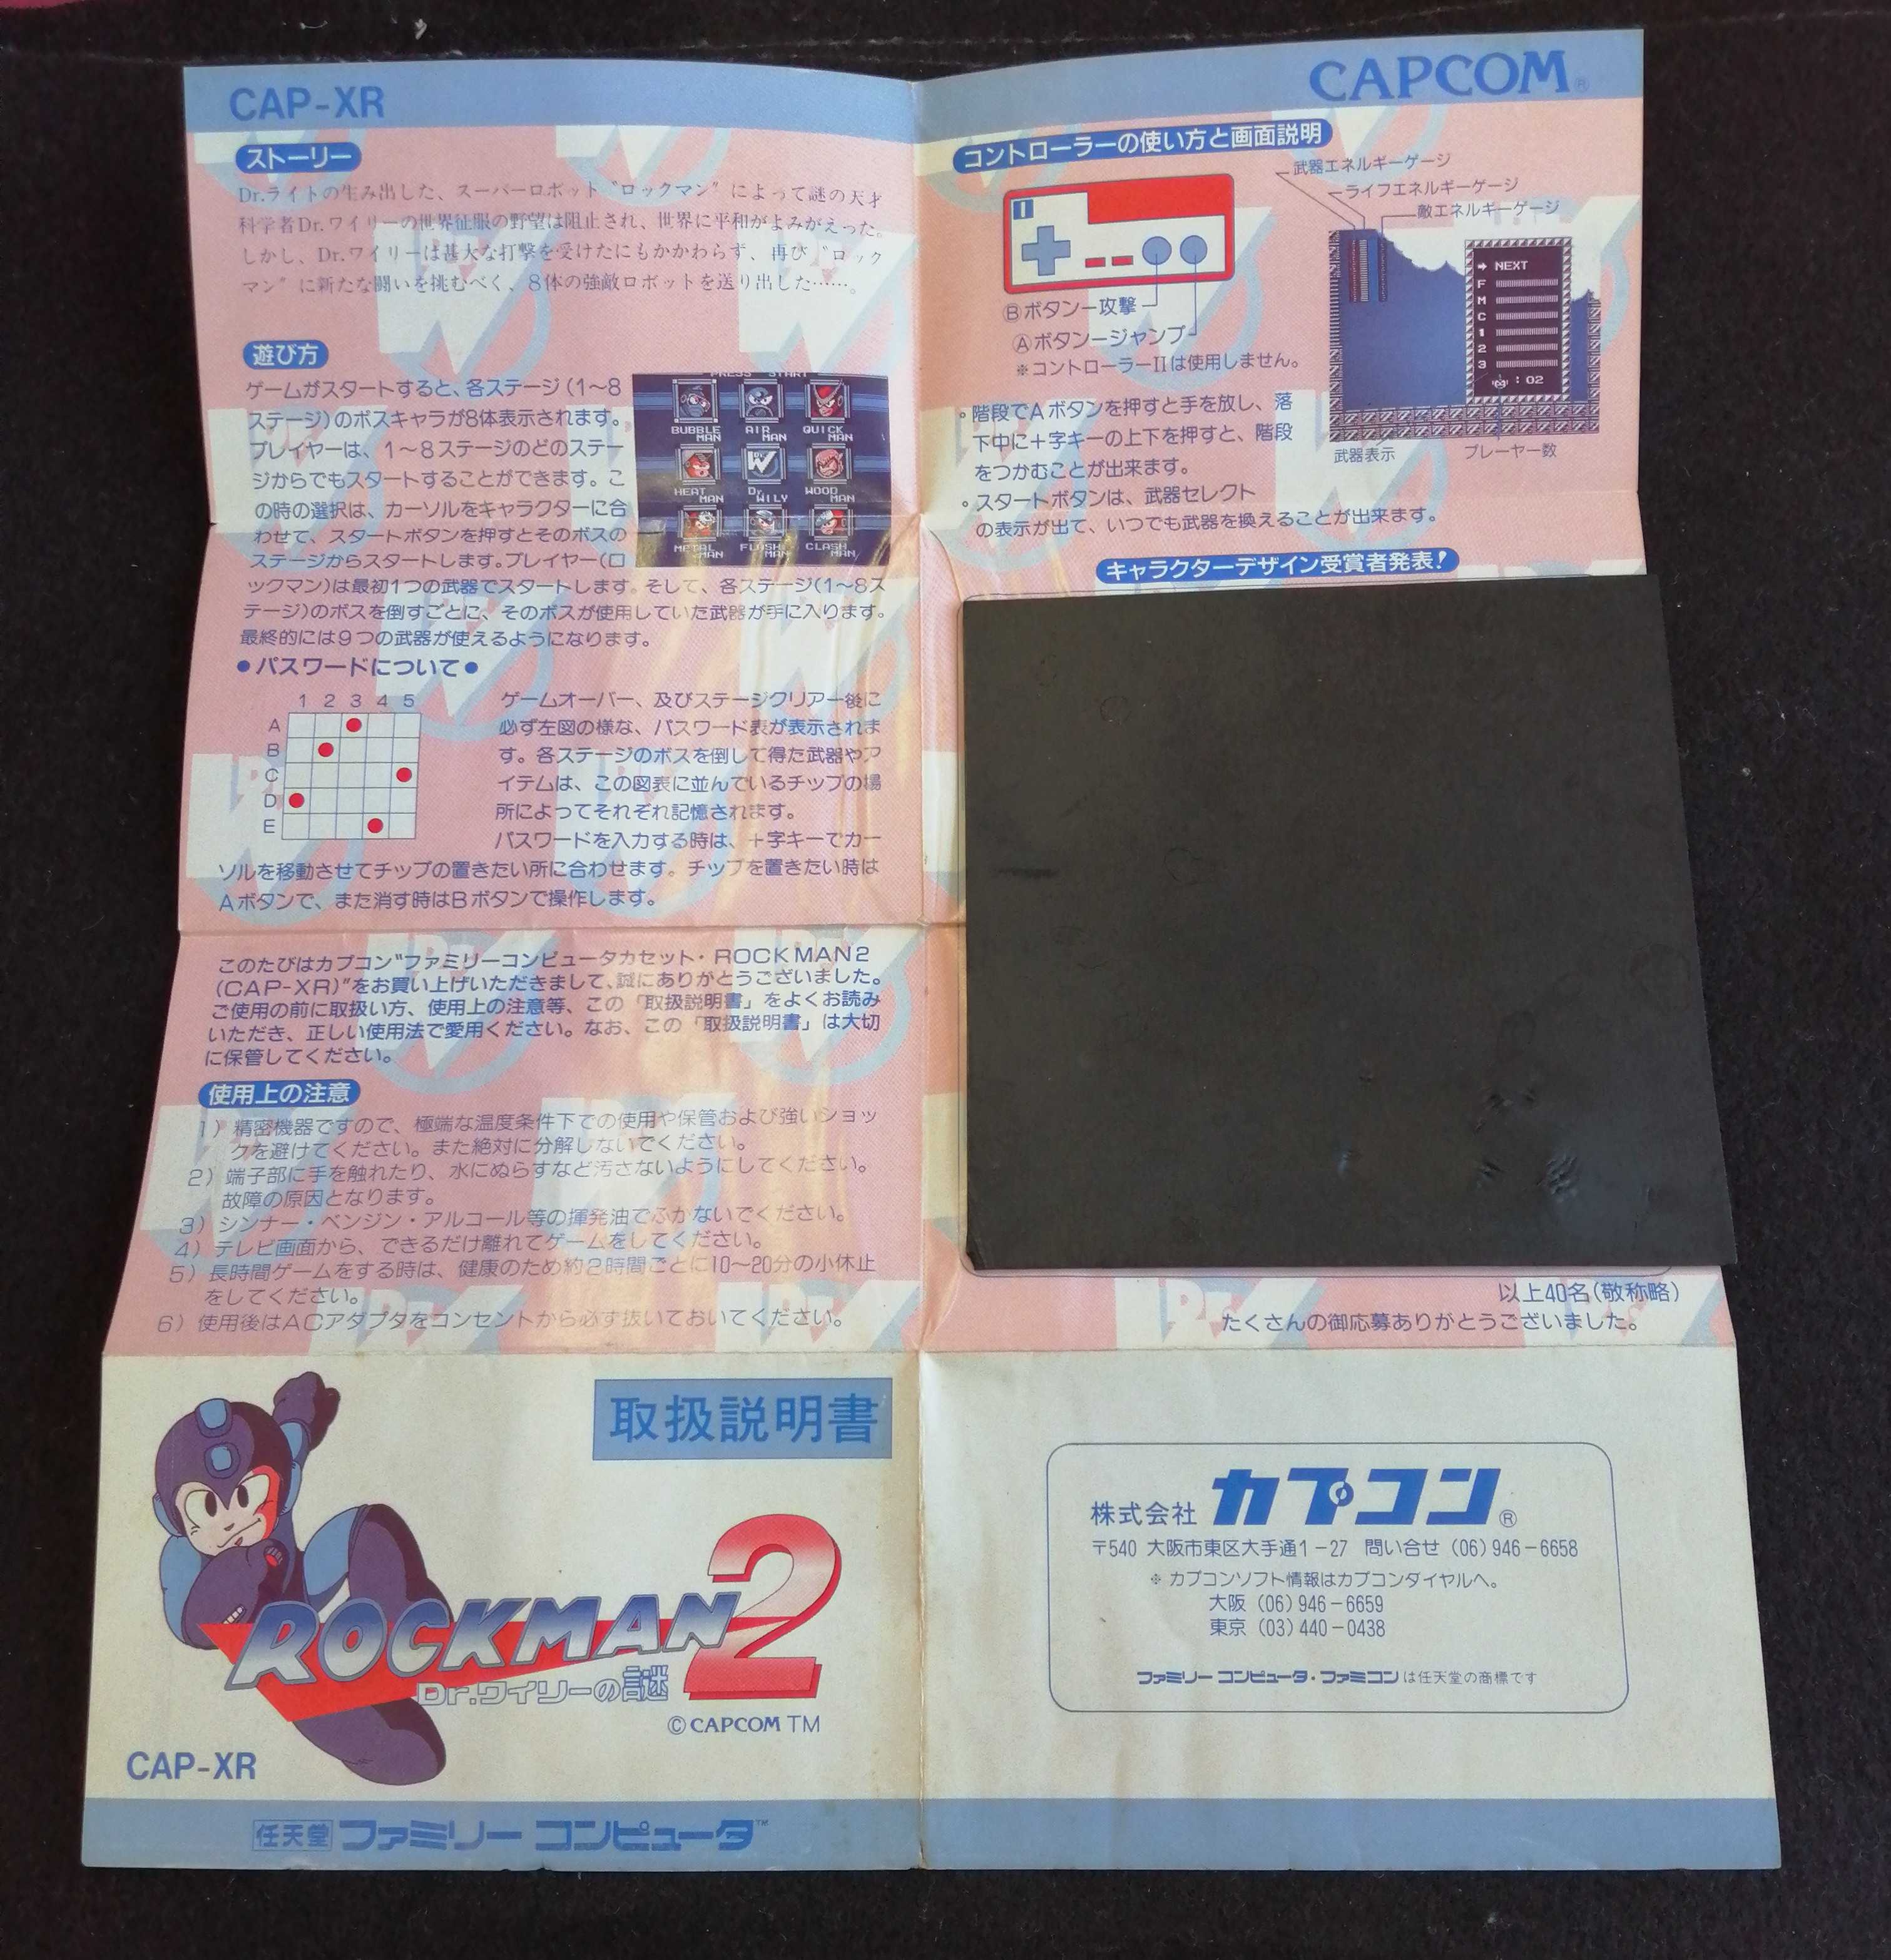 CAP-XR
ストーリー
Dr.ライトの生み出した、スーパーロボット〝ロックマン〟によって謎の天才
科学者Dr.ワイリーの世界征服の野望は阻止され、世界に平和がよみがえった。
しかし、Dr.ワイリーは甚大な打撃を受けたにもかかわらず、再び〝ロック
マン〟に新たな闘いを挑むべく、8体の強敵ロボットを送り出した……。
遊び方
ゲームがスタートすると、各ステージ(1〜8
ステージ)のボスキャラが8体表示されます。
プレイヤーは、1〜8ステージのどのステー
ジからでもスタートすることができます。こ
の時の選択は、カーソルをキャラクターに合
わせて、スタートボタンを押すとそのボスの
ステージからスタートします。プレイヤー(ロ
ックマン)は最初1つの武器でスタートします。そして、各ステージ(1〜8ス
テージ)のボスを倒すごとに、そのボスが使用していた武器が手に入ります。
最終的には9つの武器が使えるようになります。
PRESS START
BUBBLE MAN
AIR MAN
QUICK MAN
HEAT MAN
Dr. WILY
WOOD MAN
METAL MAN
FLASH MAN
CLASH MAN
●パスワードについて●
1 2 3 4 5
A
B
C
D
E
ゲームオーバー、及びステージクリアー後に
必ず左図の様な、パスワード表が表示されま
す。各ステージのボスを倒して得た武器やア
イテムは、この図表に並んでいるチップの場
所によってそれぞれ記憶されます。
パスワードを入力する時は、+字キーでカー
ソルを移動させてチップの置きたい所に合わせます。チップを置きたい時は
Aボタンで、また消す時はBボタンで操作します。
CAPCOM®
コントローラーの使い方と画面説明
武器エネルギーゲージ
ライフエネルギーゲージ
敵エネルギーゲージ
I
Ⓑボタンー攻撃
Ⓐボタンージャンプ
※コントローラーIIは使用しません。
NEXT
F
M
C
1
2
3
:02
武器表示
プレーヤー数
◦階段でAボタンを押すと手を放し、落
下中に+字キーの上下を押すと、階段
をつかむことが出来ます。
◦スタートボタンは、武器セレクト
の表示が出て、いつでも武器を換えることが出来ます。
キャラクターデザイン受賞者発表!
以上40名(敬称略)
たくさんの御応募ありがとうございました。
このたびはカプコン"ファミリーコンピュータカセット・ROCKMAN2
(CAP-XR)"をお買い上げいただきまして、誠にありがとうございました。
ご使用の前に取扱い方、使用上の注意等、この「取扱説明書」をよくお読み
いただき、正しい使用法で愛用ください。なお、この「取扱説明書」は大切
に保管してください。
使用上の注意
1) 精密機器ですので、極端な温度条件下での使用や保管および強いショッ
クを避けてください。また絶対に分解しないでください。
2) 端子部に手を触れたり、水にぬらすなど汚さないようにしてください。
故障の原因となります。
3) シンナー・ベンジン・アルコール等の揮発油でふかないでください。
4) テレビ画面から、できるだけ離れてゲームをしてください。
5) 長時間ゲームをする時は、健康のため約2時間ごとに10〜20分の小休止
をしてください。
6) 使用後はACアダプタをコンセントから必ず抜いておいてください。
取扱説明書
ROCKMAN 2
Dr.ワイリーの謎
©CAPCOM TM
CAP-XR
任天堂 ファミリー コンピュータ™
株式会社 カプコン®
〒540 大阪市東区大手通1-27 問い合せ (06)946-6658
※カプコンソフト情報はカプコンダイヤルへ。
大阪 (06)946-6659
東京 (03)440-0438
ファミリー コンピュータ・ファミコンは任天堂の商標です